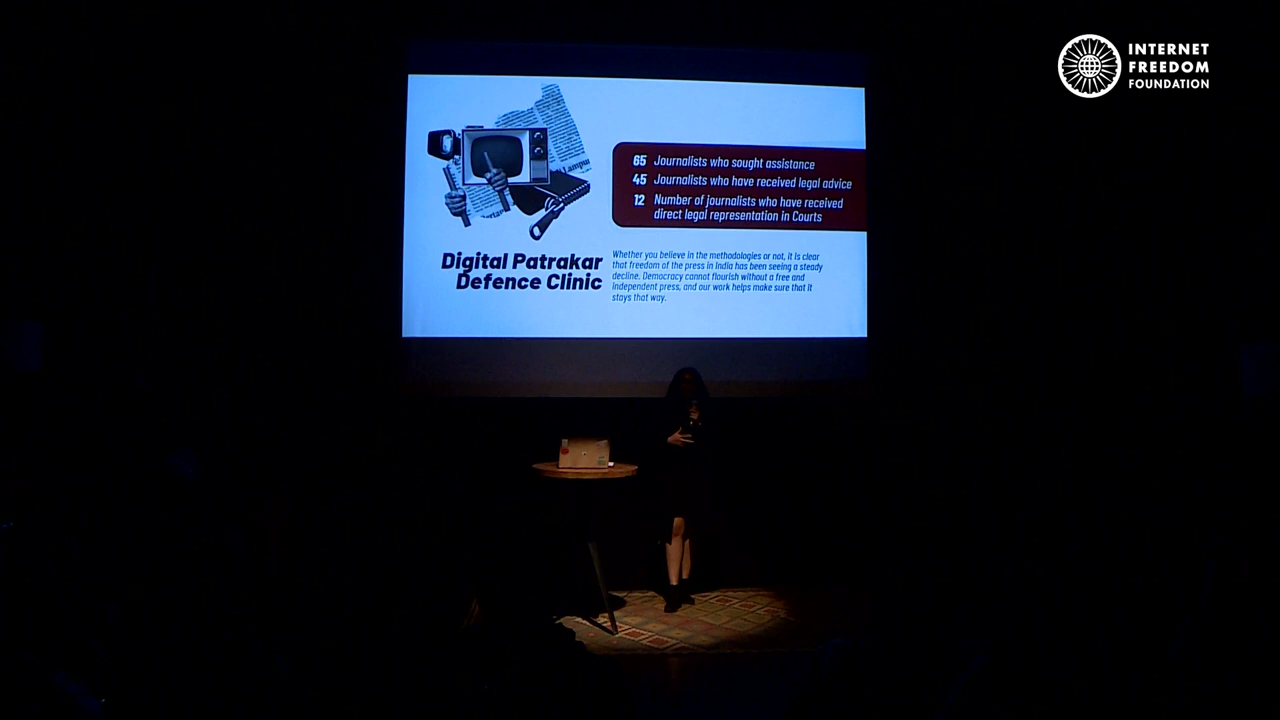 INTERNET
FREEDOM
FOUNDATION
65 Journalists who sought assistance
45 Journalists who have received legal advice
12 Number of journalists who have received
direct legal representation in Courts
Digital Patrakar
Defence Clinic
Whether you believe in the methodologies or not, it is clear
that freedom of the press in India has been seeing a steady
decline. Democracy cannot flourish without a free and
independent press, and our work helps make sure that it
stays that way.